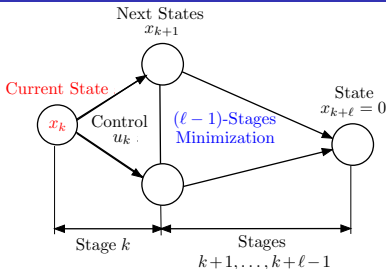 Next States
x_{k+1}
Current State
x_k
Control
u_k
(ℓ − 1)-Stages
Minimization
State
x_{k+ℓ} = 0
Stage k
Stages
k+1, . . . , k+ℓ−1